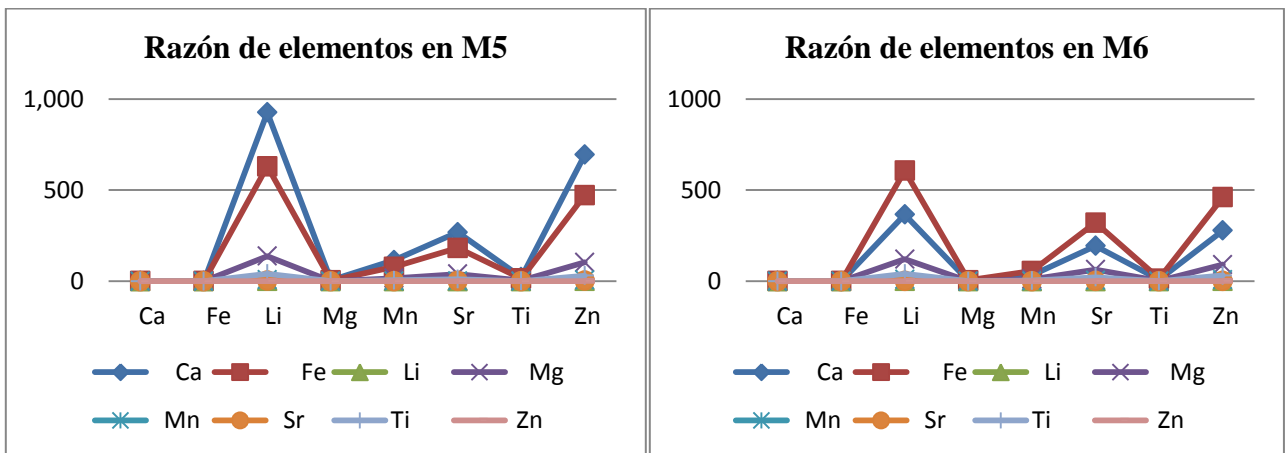 Razón de elementos en M5
1,000
500
0
Ca Fe Li Mg Mn Sr Ti Zn
Ca Fe Li Mg
Mn Sr Ti Zn
Razón de elementos en M6
1000
500
0
Ca Fe Li Mg Mn Sr Ti Zn
Ca Fe Li Mg
Mn Sr Ti Zn